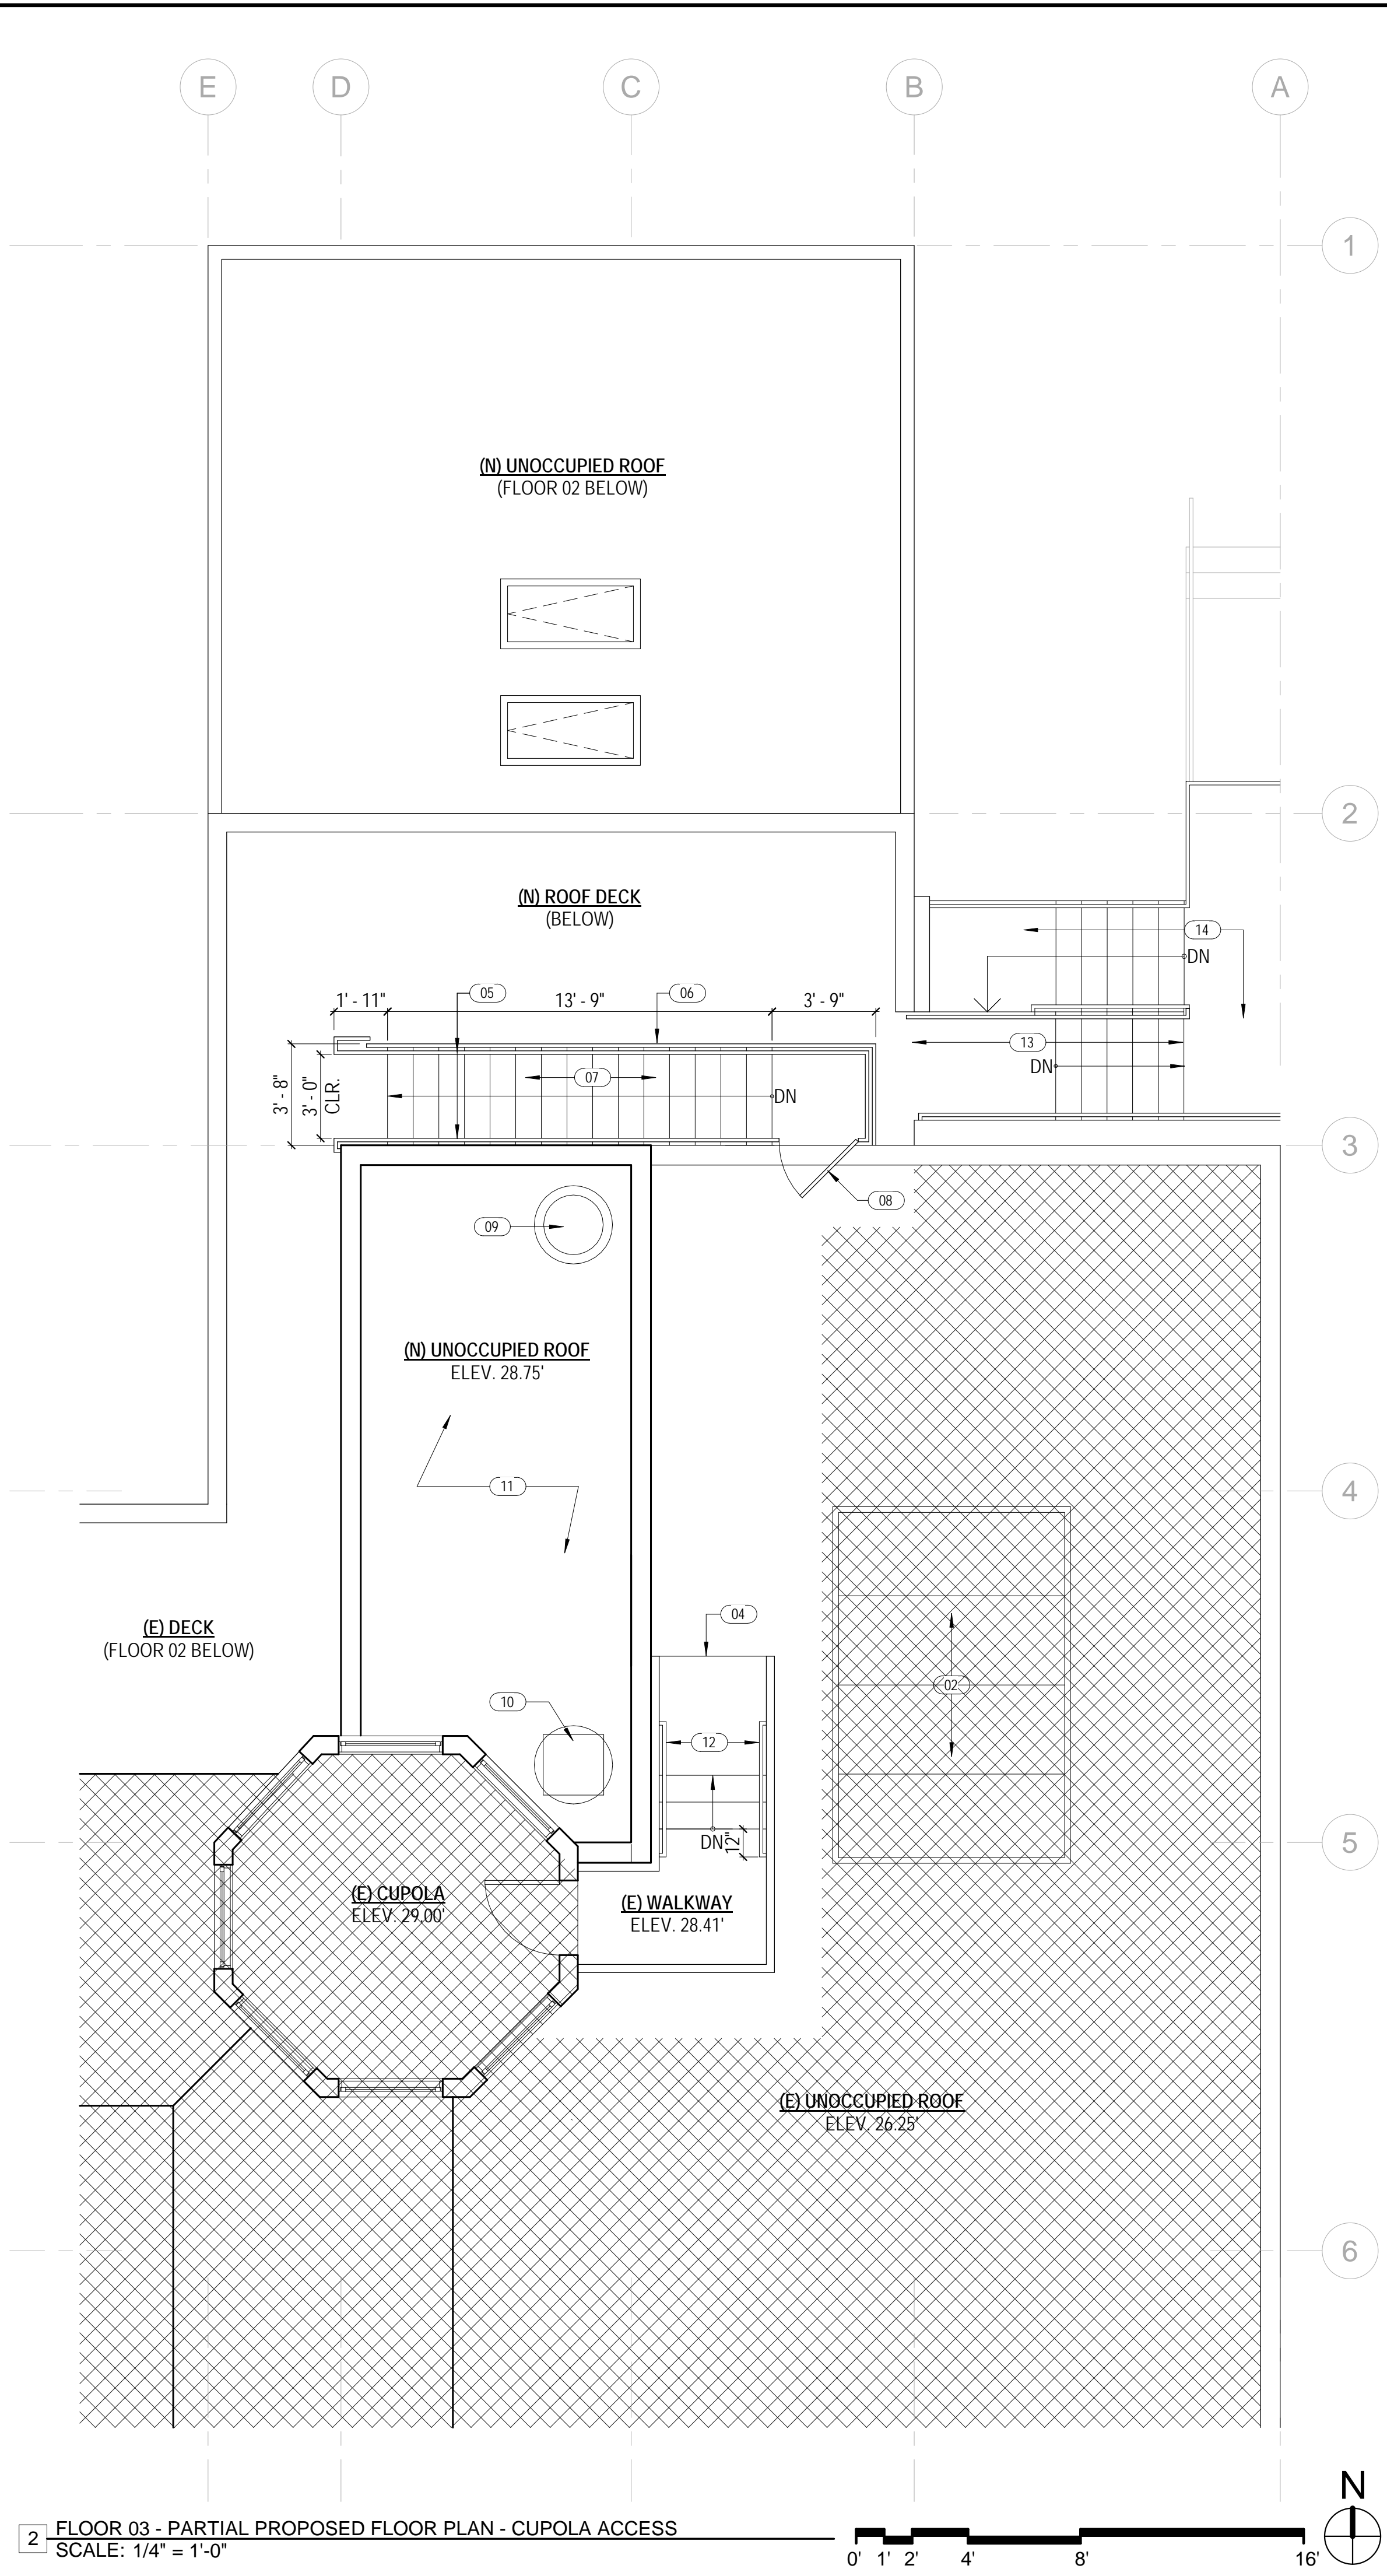 E D C B A
1
(N) UNOCCUPIED ROOF
(FLOOR 02 BELOW)
2
(N) ROOF DECK
(BELOW)
14
DN
1' - 11"
05
13' - 9"
06
3' - 9"
13
DN
3' - 8"
3' - 0"
CLR.
07
DN
3
08
09
(N) UNOCCUPIED ROOF
ELEV. 28.75'
11
4
(E) DECK
(FLOOR 02 BELOW)
04
02
10
12
DN
12"
5
(E) CUPOLA
ELEV. 29.00'
(E) WALKWAY
ELEV. 28.41'
(E) UNOCCUPIED ROOF
ELEV. 26.25'
6
N
2
FLOOR 03 - PARTIAL PROPOSED FLOOR PLAN - CUPOLA ACCESS
SCALE: 1/4" = 1'-0"
0' 1' 2' 4' 8' 16'